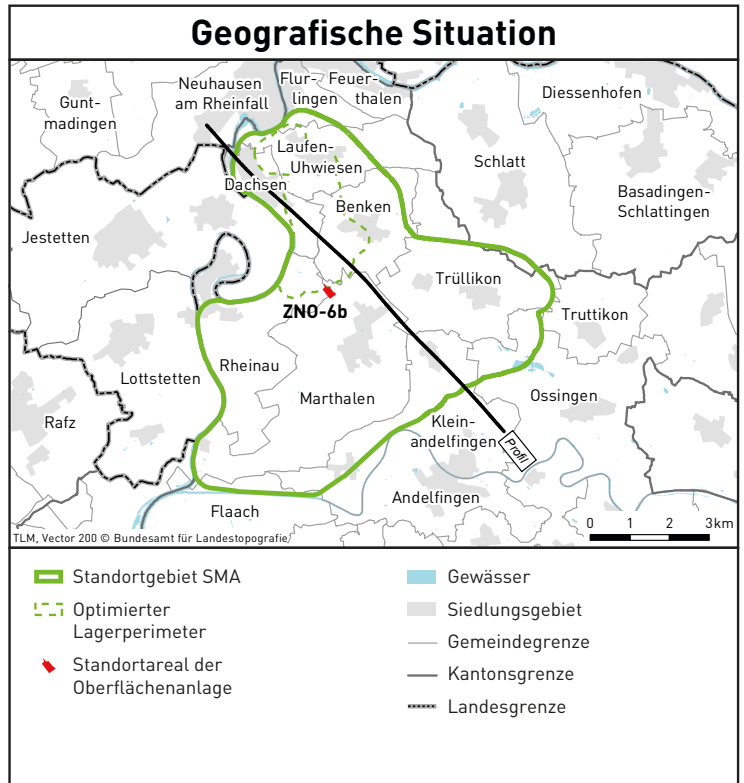 Geografische Situation
Neuhausen
am Rheinfall
Flur-
lingen
Feuer-
thalen
Gunt-
madingen
Diessenhofen
Laufen-
Uhwiesen
Schlatt
Dachsen
Basadingen-
Schlattingen
Benken
Jestetten
Trüllikon
ZNO-6b
Truttikon
Rheinau
Lottstetten
Marthalen
Ossingen
Rafz
Klein-
andelfingen
Profil
Andelfingen
Flaach
0 1 2 3km
TLM, Vector 200 © Bundesamt für Landestopografie
Standortgebiet SMA
Optimierter
Lagerperimeter
Standortareal der
Oberflächenanlage
Gewässer
Siedlungsgebiet
Gemeindegrenze
Kantonsgrenze
Landesgrenze